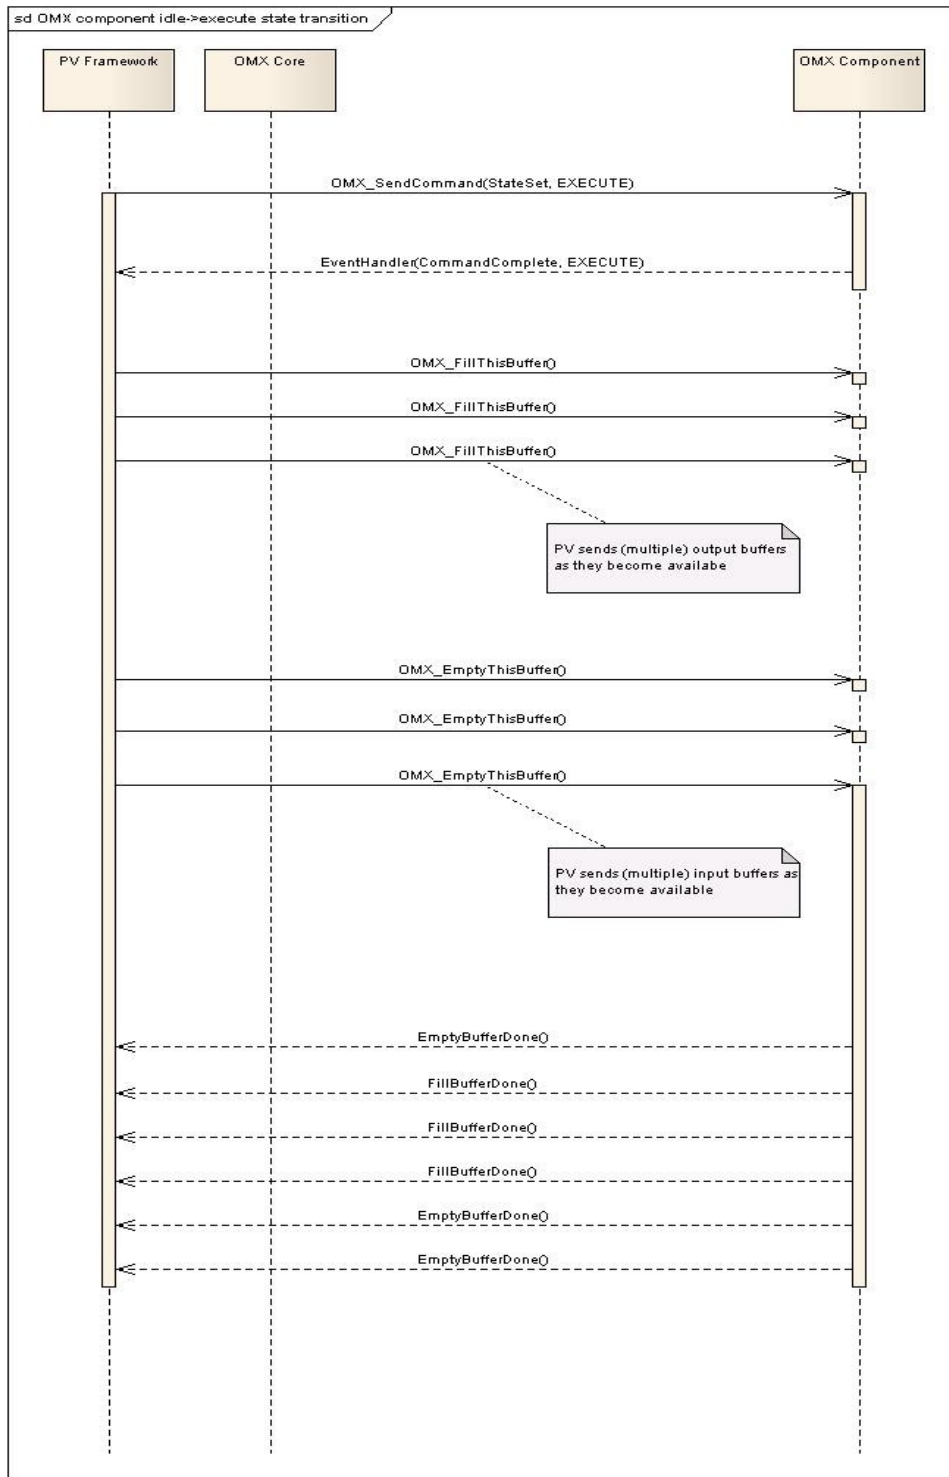 sd OMX component idle->execute state transition
PV Framework
OMX Core
OMX Component
OMX_SendCommand(StateSet, EXECUTE)
EventHandler(CommandComplete, EXECUTE)
OMX_FillThisBuffer()
OMX_FillThisBuffer()
OMX_FillThisBuffer()
PV sends (multiple) output buffers
as they become availabe
OMX_EmptyThisBuffer()
OMX_EmptyThisBuffer()
OMX_EmptyThisBuffer()
PV sends (multiple) input buffers as
they become available
EmptyBufferDone()
FillBufferDone()
FillBufferDone()
FillBufferDone()
EmptyBufferDone()
EmptyBufferDone()